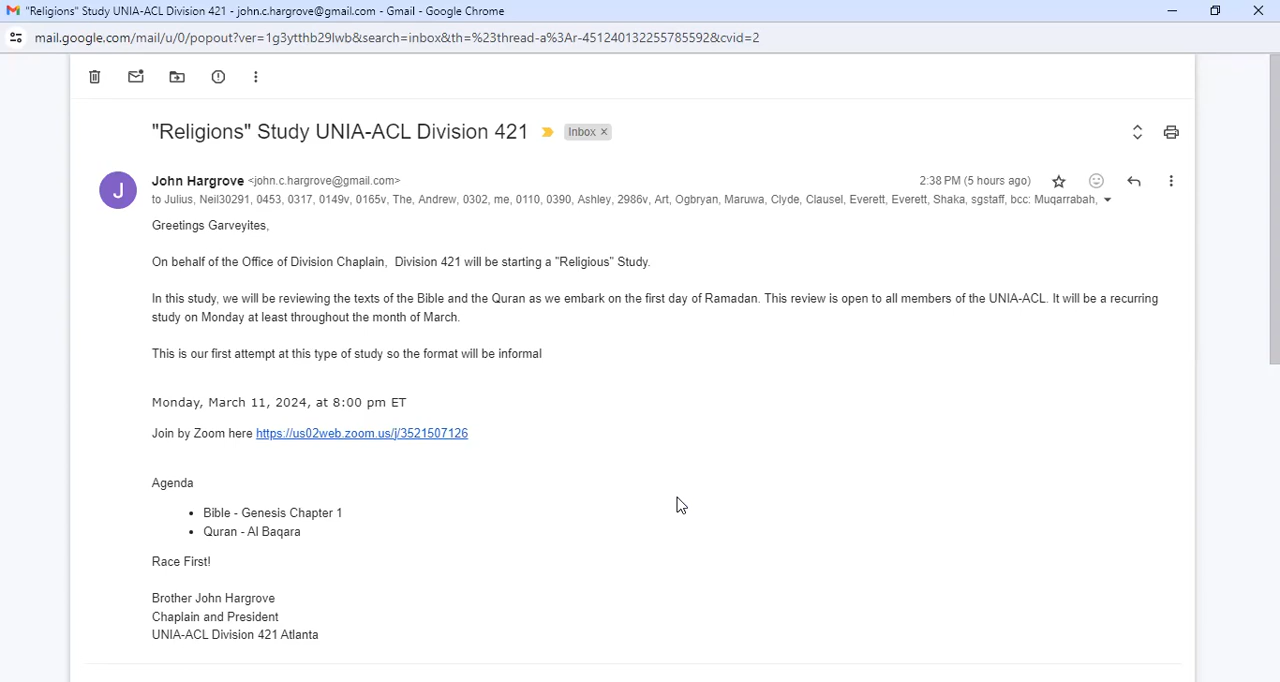 "Religions" Study UNIA-ACL Division 421 - john.c.hargrove@gmail.com - Gmail - Google Chrome
mail.google.com/mail/u/0/popout?ver=1g3ytthb29lwb&search=inbox&th=%23thread-a%3Ar-451240132255785592&cvid=2
"Religions" Study UNIA-ACL Division 421 Inbox ×
J
John Hargrove <john.c.hargrove@gmail.com> 2:38 PM (5 hours ago)
to Julius, Neil30291, 0453, 0317, 0149v, 0165v, The, Andrew, 0302, me, 0110, 0390, Ashley, 2986v, Art, Ogbryan, Maruwa, Clyde, Clausel, Everett, Everett, Shaka, sgstaff, bcc: Muqarrabah,
Greetings Garveyites,
On behalf of the Office of Division Chaplain, Division 421 will be starting a "Religious" Study.
In this study, we will be reviewing the texts of the Bible and the Quran as we embark on the first day of Ramadan. This review is open to all members of the UNIA-ACL. It will be a recurring
study on Monday at least throughout the month of March.
This is our first attempt at this type of study so the format will be informal
Monday, March 11, 2024, at 8:00 pm ET
Join by Zoom here https://us02web.zoom.us/j/3521507126
Agenda
• Bible - Genesis Chapter 1
• Quran - Al Baqara
Race First!
Brother John Hargrove
Chaplain and President
UNIA-ACL Division 421 Atlanta